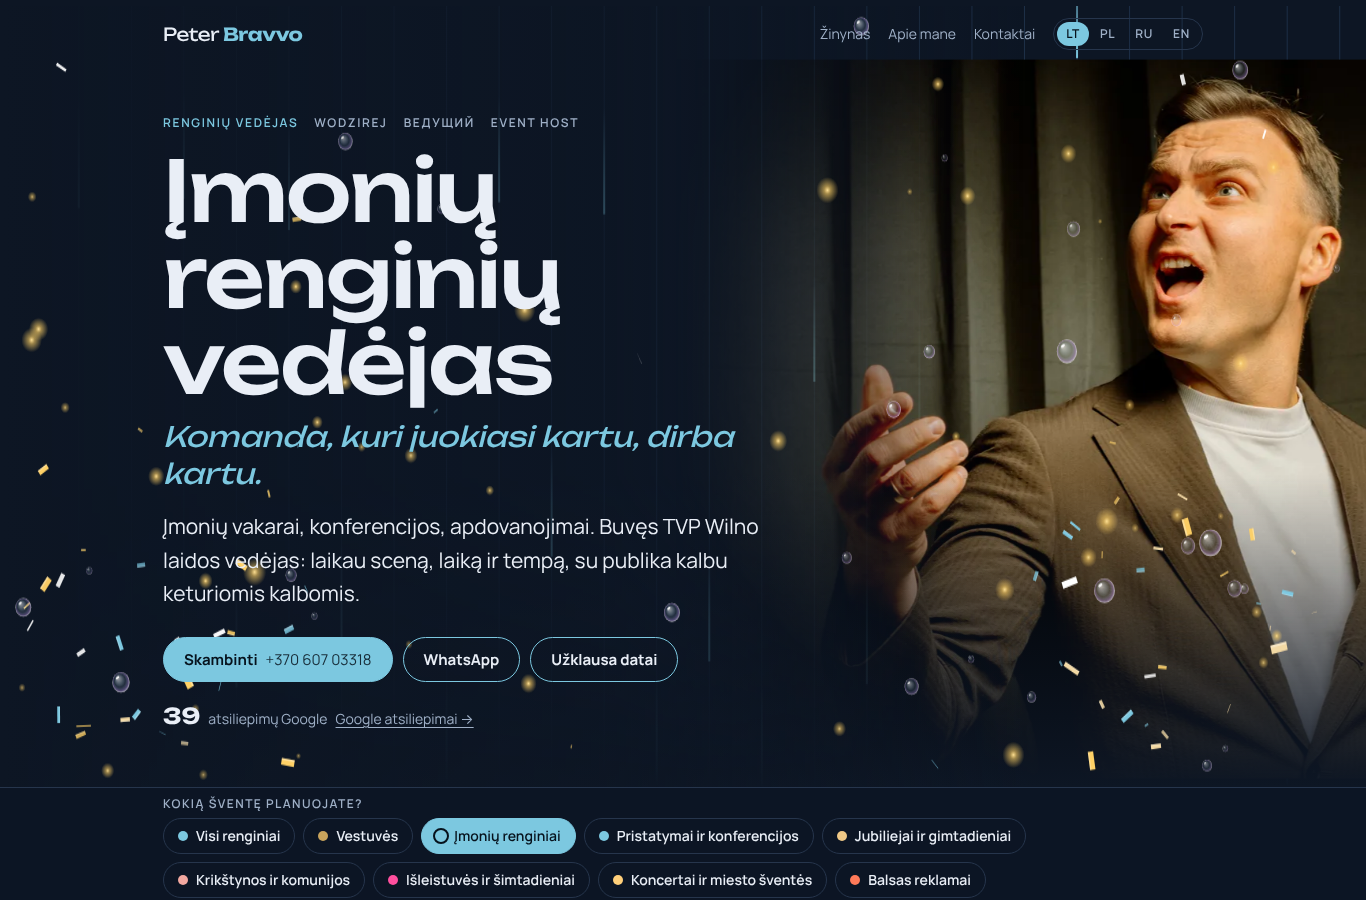 Peter Bravvo
Žinynas Apie mane Kontaktai LT PL RU EN
RENGINIŲ VEDĖJAS WODZIREJ ВЕДУЩИЙ EVENT HOST
Įmonių
renginių
vedėjas
Komanda, kuri juokiasi kartu, dirba
kartu.
Įmonių vakarai, konferencijos, apdovanojimai. Buvęs TVP Wilno
laidos vedėjas: laikau sceną, laiką ir tempą, su publika kalbu
keturiomis kalbomis.
Skambinti +370 607 03318 WhatsApp Užklausa datai
39 atsiliepimų Google Google atsiliepimai →
KOKIĄ ŠVENTĘ PLANUOJATE?
Visi renginiai Vestuvės Įmonių renginiai Pristatymai ir konferencijos Jubiliejai ir gimtadieniai
Krikštynos ir komunijos Išleistuvės ir šimtadieniai Koncertai ir miesto šventės Balsas reklamai